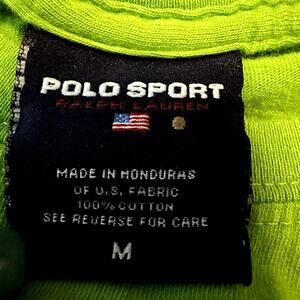 POLO SPORT
RALPH LAUREN
MADE IN HONDURAS
OF U.S. FABRIC
100% COTTON
SEE REVERSE FOR CARE
M